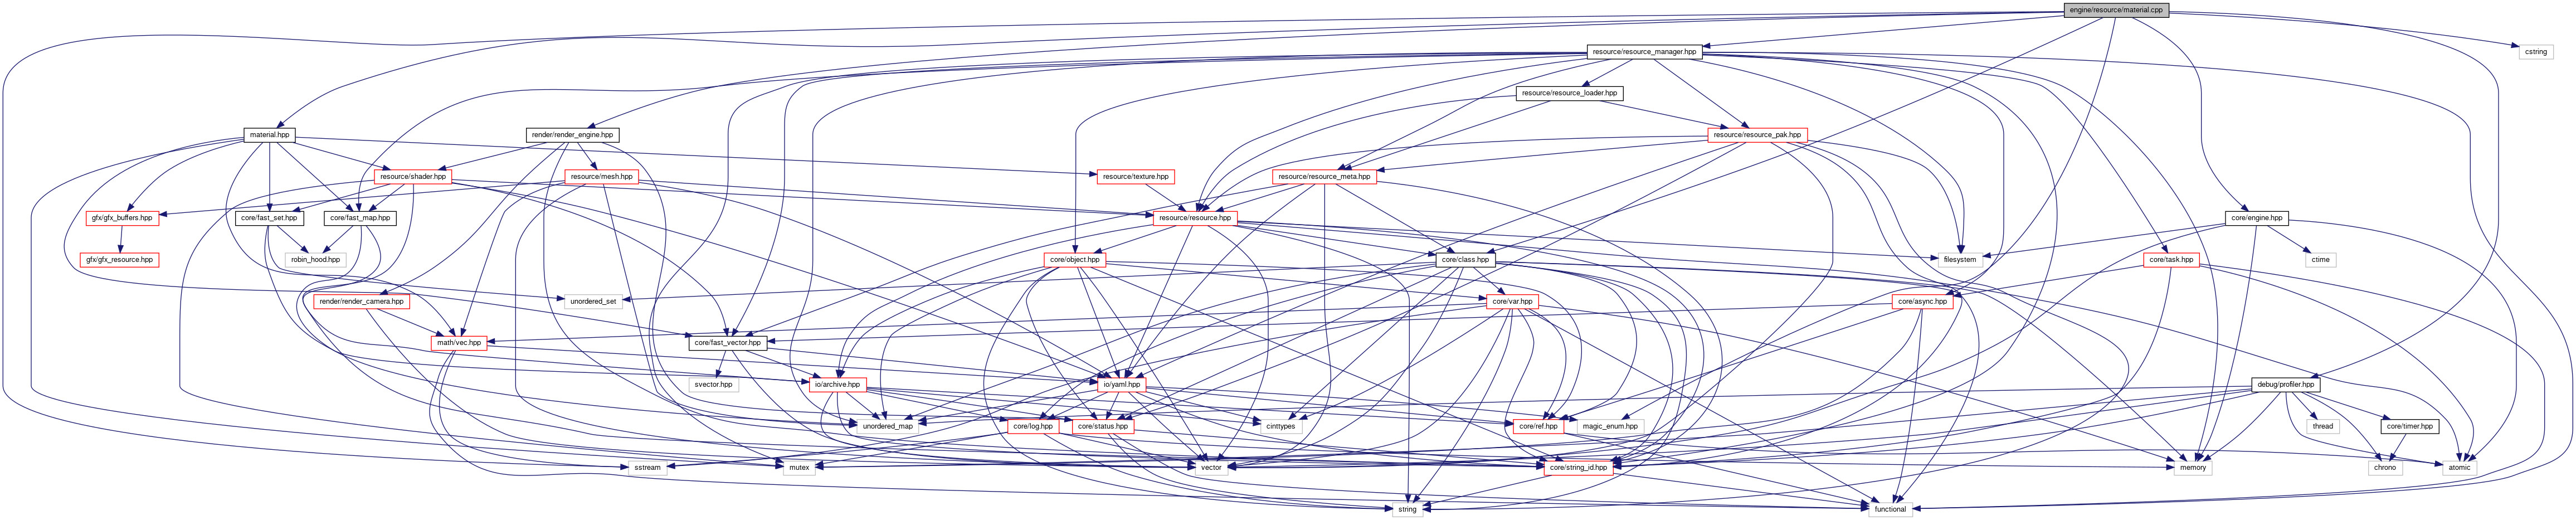 engine/resource/material.cpp
resource/resource_manager.hpp
cstring
resource/resource_loader.hpp
material.hpp
render/render_engine.hpp
resource/resource_pak.hpp
resource/shader.hpp
resource/mesh.hpp
resource/texture.hpp
resource/resource_meta.hpp
gfx/gfx_buffers.hpp
core/fast_set.hpp
core/fast_map.hpp
resource/resource.hpp
core/engine.hpp
gfx/gfx_resource.hpp
robin_hood.hpp
core/object.hpp
core/class.hpp
filesystem
core/task.hpp
ctime
render/render_camera.hpp
unordered_set
core/var.hpp
core/async.hpp
math/vec.hpp
core/fast_vector.hpp
svector.hpp
io/archive.hpp
io/yaml.hpp
debug/profiler.hpp
unordered_map
core/log.hpp
core/status.hpp
cinttypes
core/ref.hpp
magic_enum.hpp
thread
core/timer.hpp
sstream
mutex
vector
core/string_id.hpp
memory
chrono
atomic
string
functional